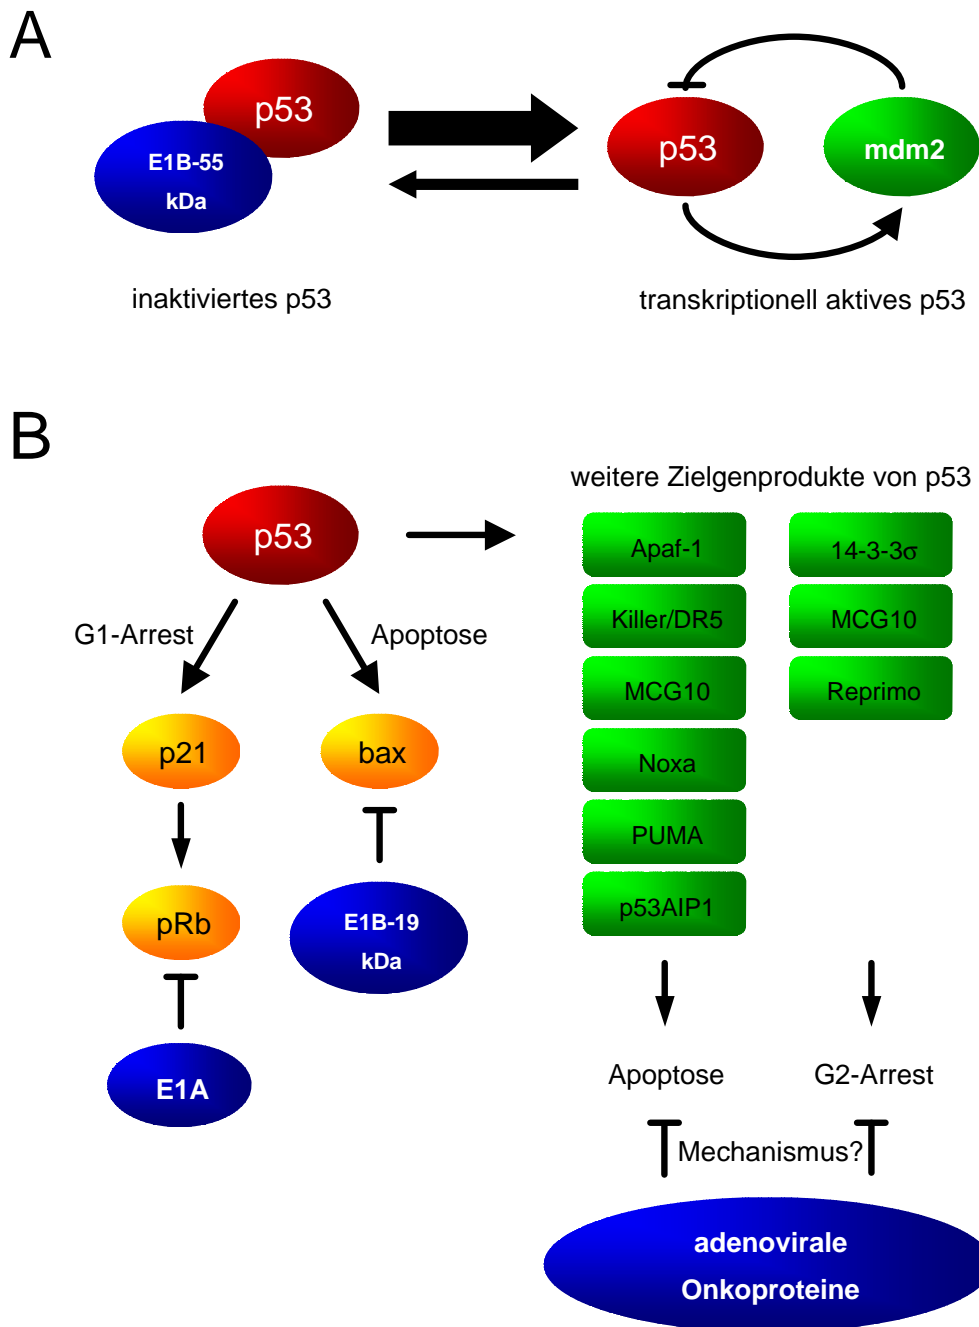 A
p53
E1B-55
kDa
p53
mdm2
inaktiviertes p53
transkriptionell aktives p53
B
weitere Zielgenprodukte von p53
p53
G1-Arrest
Apoptose
p21
bax
pRb
E1B-19
kDa
E1A
Apaf-1
Killer/DR5
MCG10
Noxa
PUMA
p53AIP1
14-3-3σ
MCG10
Reprimo
Apoptose
G2-Arrest
Mechanismus?
adenovirale
Onkoproteine